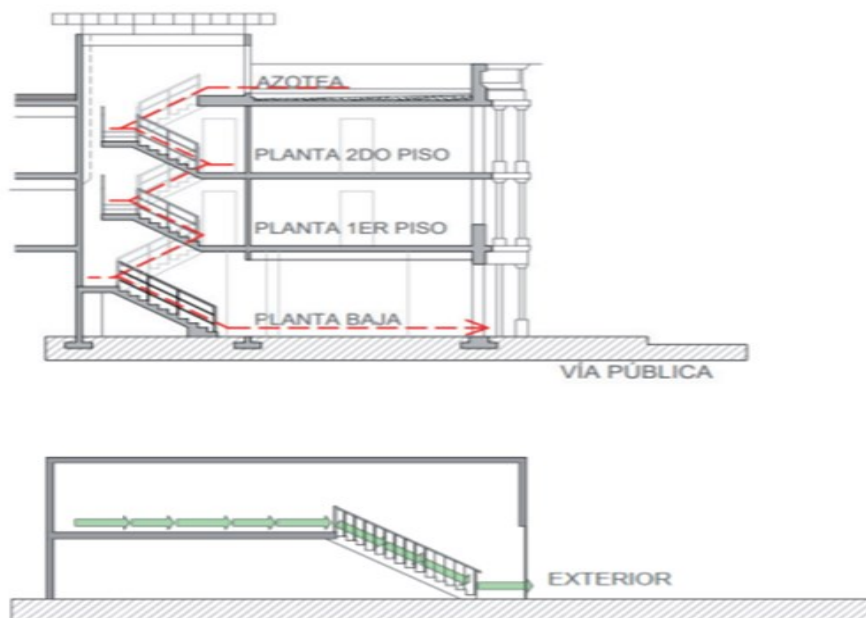 AZOTEA
PLANTA 2DO PISO
PLANTA 1ER PISO
PLANTA BAJA
VÍA PÚBLICA
EXTERIOR